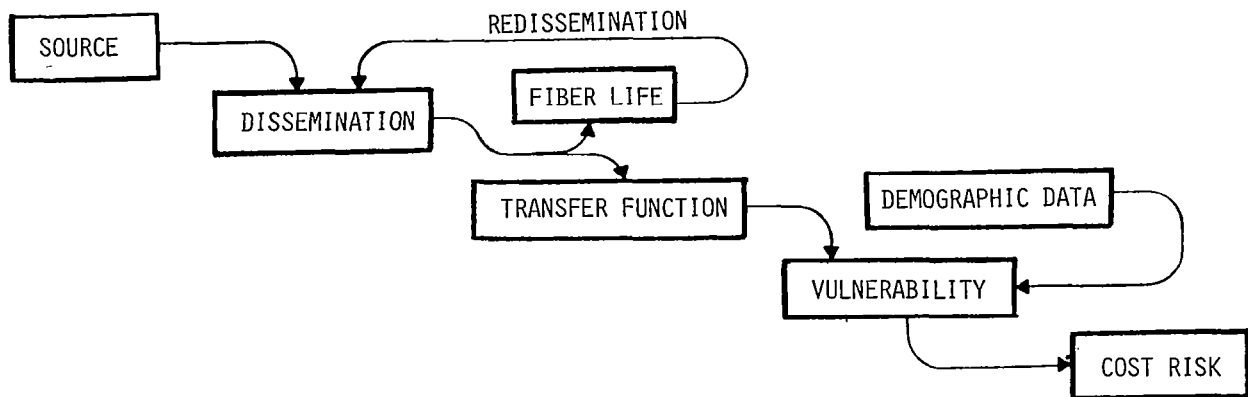 REDISSEMINATION
SOURCE
FIBER LIFE
DISSEMINATION
TRANSFER FUNCTION
DEMOGRAPHIC DATA
VULNERABILITY
COST RISK